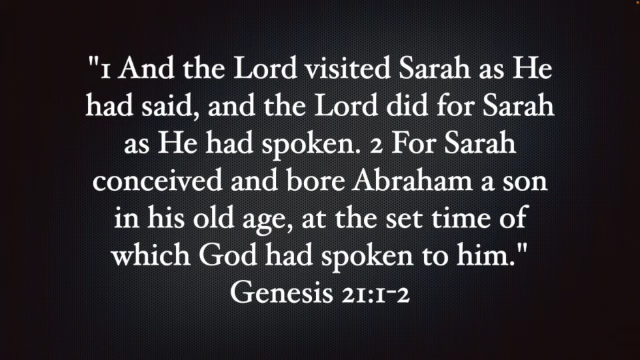 "1 And the Lord visited Sarah as He
had said, and the Lord did for Sarah
as He had spoken. 2 For Sarah
conceived and bore Abraham a son
in his old age, at the set time of
which God had spoken to him."
Genesis 21:1-2